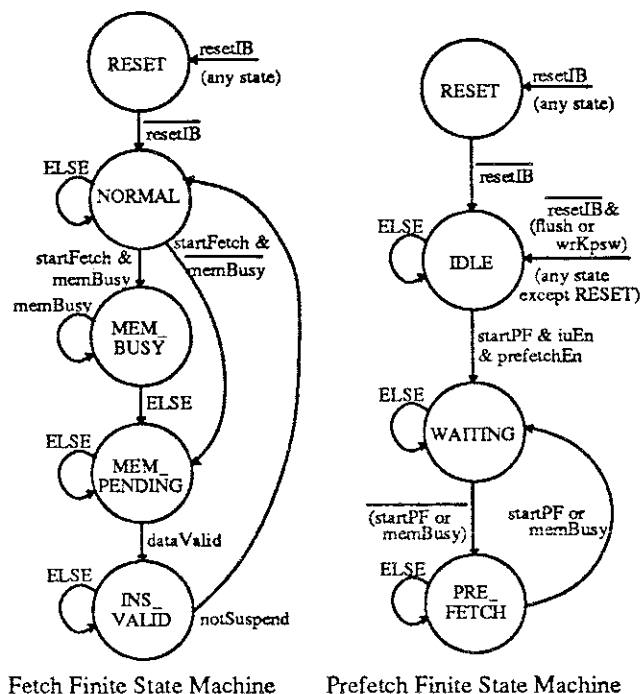 resetIB
RESET
(any state)
resetIB
ELSE
NORMAL
startFetch &
memBusy
startFetch &
memBusy
memBusy
MEM_
BUSY
ELSE
ELSE
MEM_
PENDING
dataValid
ELSE
INS_
VALID
notSuspend
Fetch Finite State Machine
resetIB
RESET
(any state)
resetIB
resetIB &
(flush or
wrKpsw)
ELSE
IDLE
(any state
except RESET)
startPF & iuEn
& prefetchEn
ELSE
WAITING
(startPF or
memBusy)
startPF or
memBusy
ELSE
PRE_
FETCH
Prefetch Finite State Machine